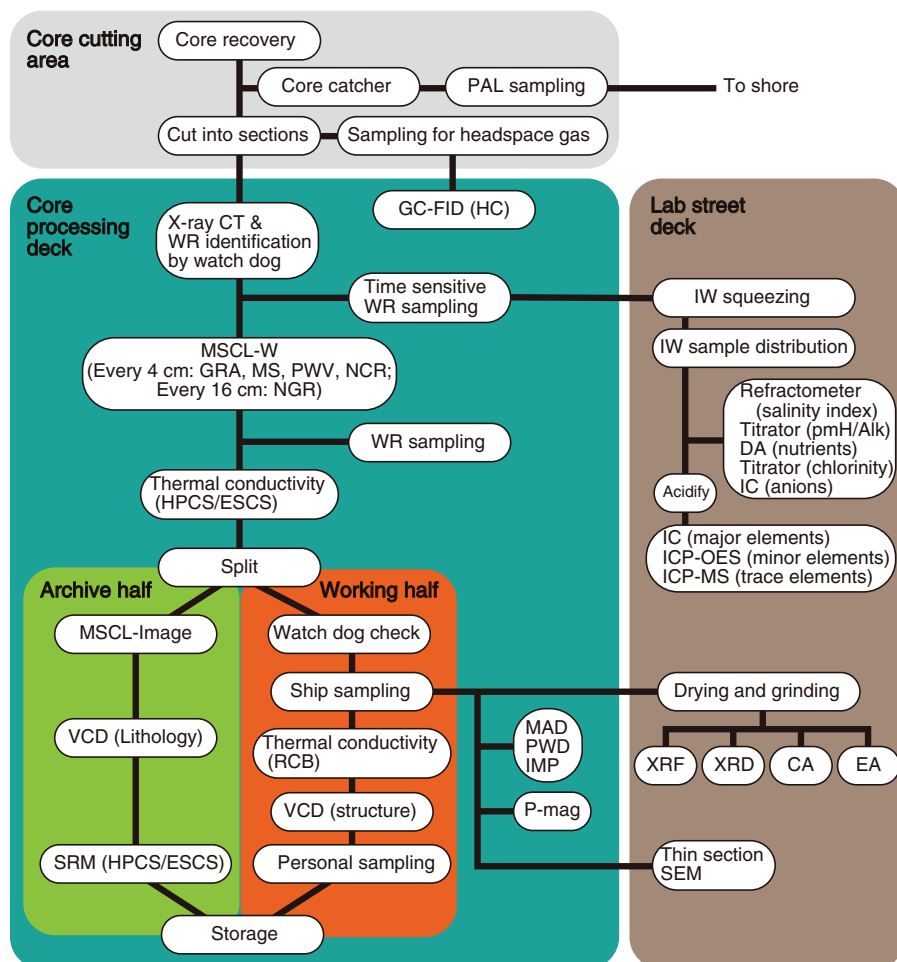 Core cutting
area
Core recovery
Core catcher
PAL sampling
To shore
Cut into sections
Sampling for headspace gas
Core
processing
deck
GC-FID (HC)
X-ray CT &
WR identification
by watch dog
Time sensitive
WR sampling
MSCL-W
(Every 4 cm: GRA, MS, PWV, NCR;
Every 16 cm: NGR)
WR sampling
Thermal conductivity
(HPCS/ESCS)
Split
Archive half
MSCL-Image
VCD (Lithology)
SRM (HPCS/ESCS)
Working half
Watch dog check
Ship sampling
Thermal conductivity
(RCB)
VCD (structure)
Personal sampling
Storage
MAD
PWD
IMP
P-mag
Lab street
deck
IW squeezing
IW sample distribution
Refractometer
(salinity index)
Titrator (pmH/Alk)
DA (nutrients)
Titrator (chlorinity)
IC (anions)
Acidify
IC (major elements)
ICP-OES (minor elements)
ICP-MS (trace elements)
Drying and grinding
XRF
XRD
CA
EA
Thin section
SEM